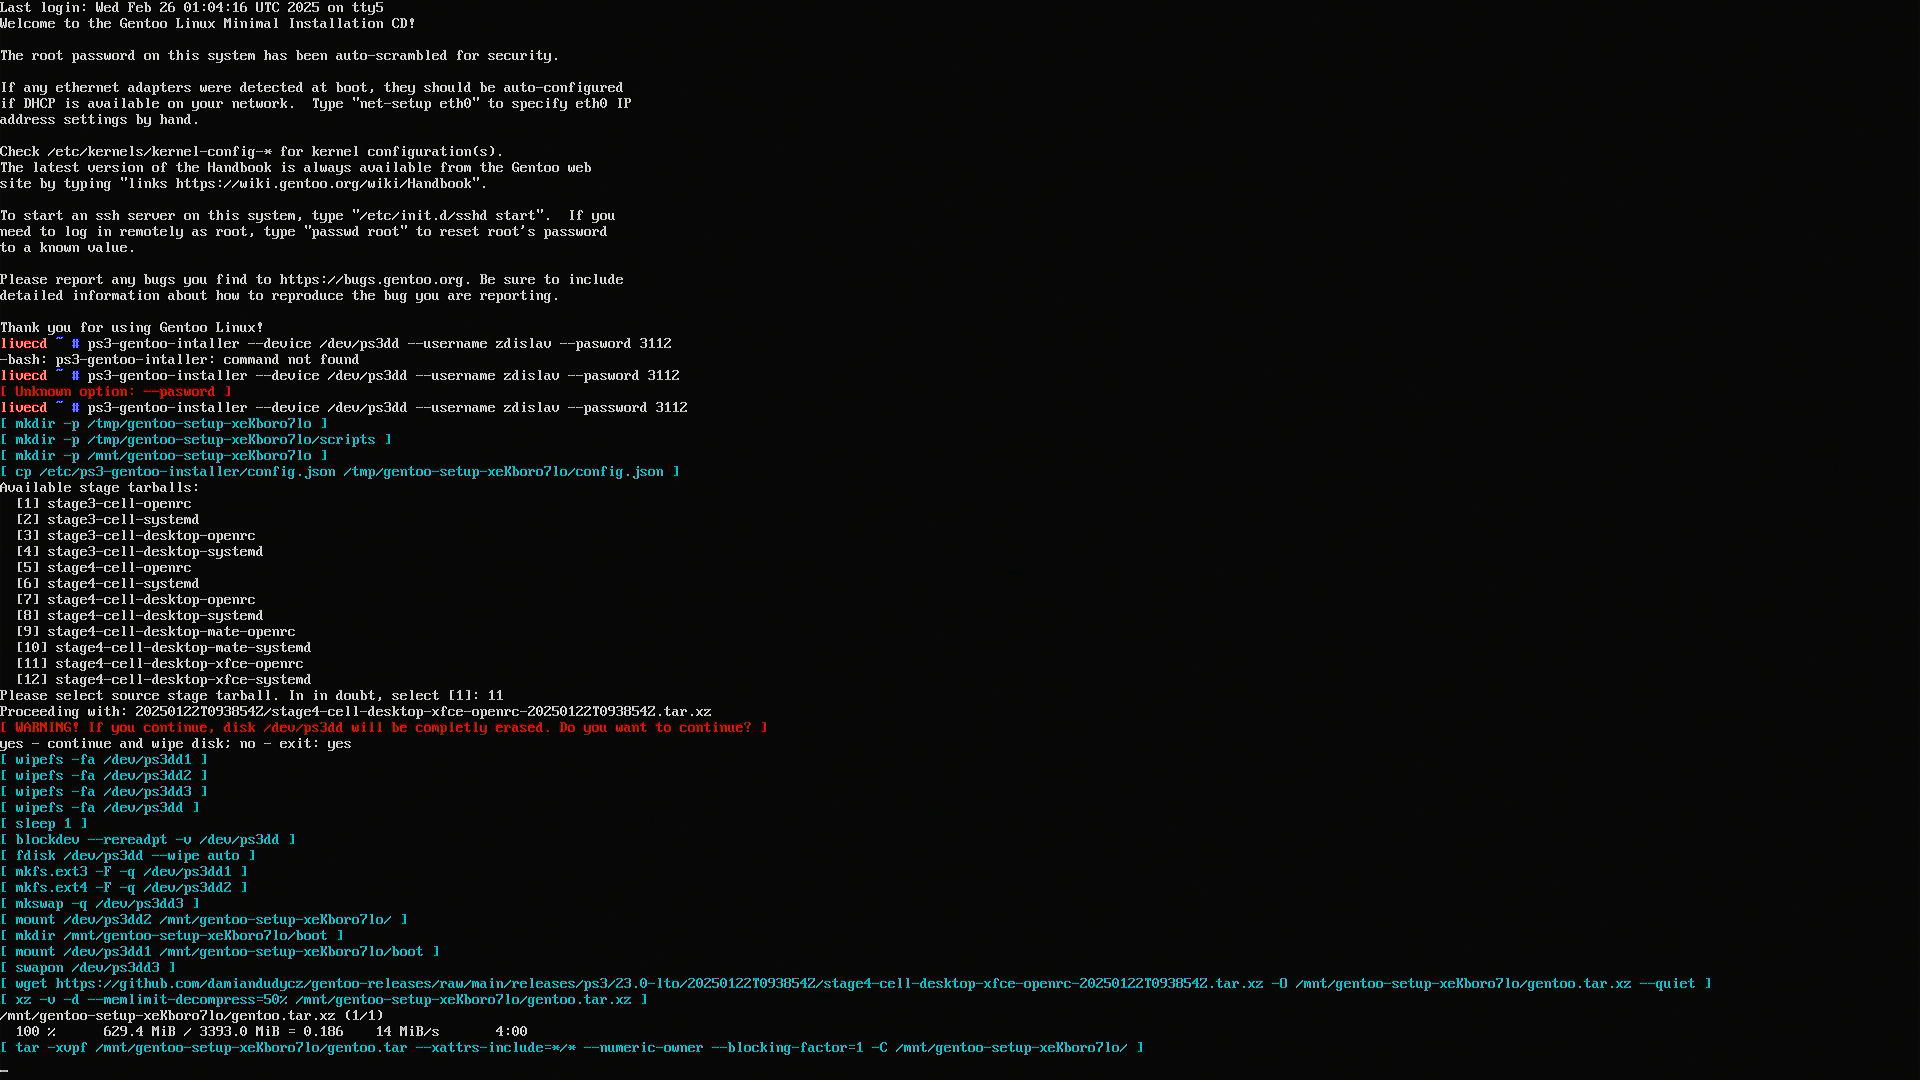 Last login: Wed Feb 26 01:04:16 UTC 2025 on tty5
Welcome to the Gentoo Linux Minimal Installation CD!
The root password on this system has been auto-scrambled for security.
If any ethernet adapters were detected at boot, they should be auto-configured
if DHCP is available on your network.  Type "net-setup eth0" to specify eth0 IP
address settings by hand.
Check /etc/kernels/kernel-config-* for kernel configuration(s).
The latest version of the Handbook is always available from the Gentoo web
site by typing "links https://wiki.gentoo.org/wiki/Handbook".
To start an ssh server on this system, type "/etc/init.d/sshd start".  If you
need to log in remotely as root, type "passwd root" to reset root's password
to a known value.
Please report any bugs you find to https://bugs.gentoo.org. Be sure to include
detailed information about how to reproduce the bug you are reporting.
Thank you for using Gentoo Linux!
livecd ~ # ps3-gentoo-intaller --device /dev/ps3dd --username zdislav --pasword 3112
-bash: ps3-gentoo-intaller: command not found
livecd ~ # ps3-gentoo-installer --device /dev/ps3dd --username zdislav --pasword 3112
[ Unknown option: --pasword ]
livecd ~ # ps3-gentoo-installer --device /dev/ps3dd --username zdislav --password 3112
[ mkdir -p /tmp/gentoo-setup-xeKboro7lo ]
[ mkdir -p /tmp/gentoo-setup-xeKboro7lo/scripts ]
[ mkdir -p /mnt/gentoo-setup-xeKboro7lo ]
[ cp /etc/ps3-gentoo-installer/config.json /tmp/gentoo-setup-xeKboro7lo/config.json ]
Available stage tarballs:
  [1] stage3-cell-openrc
  [2] stage3-cell-systemd
  [3] stage3-cell-desktop-openrc
  [4] stage3-cell-desktop-systemd
  [5] stage4-cell-openrc
  [6] stage4-cell-systemd
  [7] stage4-cell-desktop-openrc
  [8] stage4-cell-desktop-systemd
  [9] stage4-cell-desktop-mate-openrc
  [10] stage4-cell-desktop-mate-systemd
  [11] stage4-cell-desktop-xfce-openrc
  [12] stage4-cell-desktop-xfce-systemd
Please select source stage tarball. In in doubt, select [1]: 11
Proceeding with: 20250122T093854Z/stage4-cell-desktop-xfce-openrc-20250122T093854Z.tar.xz
[ WARNING! If you continue, disk /dev/ps3dd will be completly erased. Do you want to continue? ]
yes - continue and wipe disk; no - exit: yes
[ wipefs -fa /dev/ps3dd1 ]
[ wipefs -fa /dev/ps3dd2 ]
[ wipefs -fa /dev/ps3dd3 ]
[ wipefs -fa /dev/ps3dd ]
[ sleep 1 ]
[ blockdev --rereadpt -v /dev/ps3dd ]
[ fdisk /dev/ps3dd --wipe auto ]
[ mkfs.ext3 -F -q /dev/ps3dd1 ]
[ mkfs.ext4 -F -q /dev/ps3dd2 ]
[ mkswap -q /dev/ps3dd3 ]
[ mount /dev/ps3dd2 /mnt/gentoo-setup-xeKboro7lo/ ]
[ mkdir /mnt/gentoo-setup-xeKboro7lo/boot ]
[ mount /dev/ps3dd1 /mnt/gentoo-setup-xeKboro7lo/boot ]
[ swapon /dev/ps3dd3 ]
[ wget https://github.com/damiandudycz/gentoo-releases/raw/main/releases/ps3/23.0-lto/20250122T093854Z/stage4-cell-desktop-xfce-openrc-20250122T093854Z.tar.xz -O /mnt/gentoo-setup-xeKboro7lo/gentoo.tar.xz --quiet ]
[ xz -v -d --memlimit-decompress=50% /mnt/gentoo-setup-xeKboro7lo/gentoo.tar.xz ]
/mnt/gentoo-setup-xeKboro7lo/gentoo.tar.xz (1/1)
  100 %      629.4 MiB / 3393.0 MiB = 0.186    14 MiB/s       4:00
[ tar -xvpf /mnt/gentoo-setup-xeKboro7lo/gentoo.tar --xattrs-include=*/* --numeric-owner --blocking-factor=1 -C /mnt/gentoo-setup-xeKboro7lo/ ]